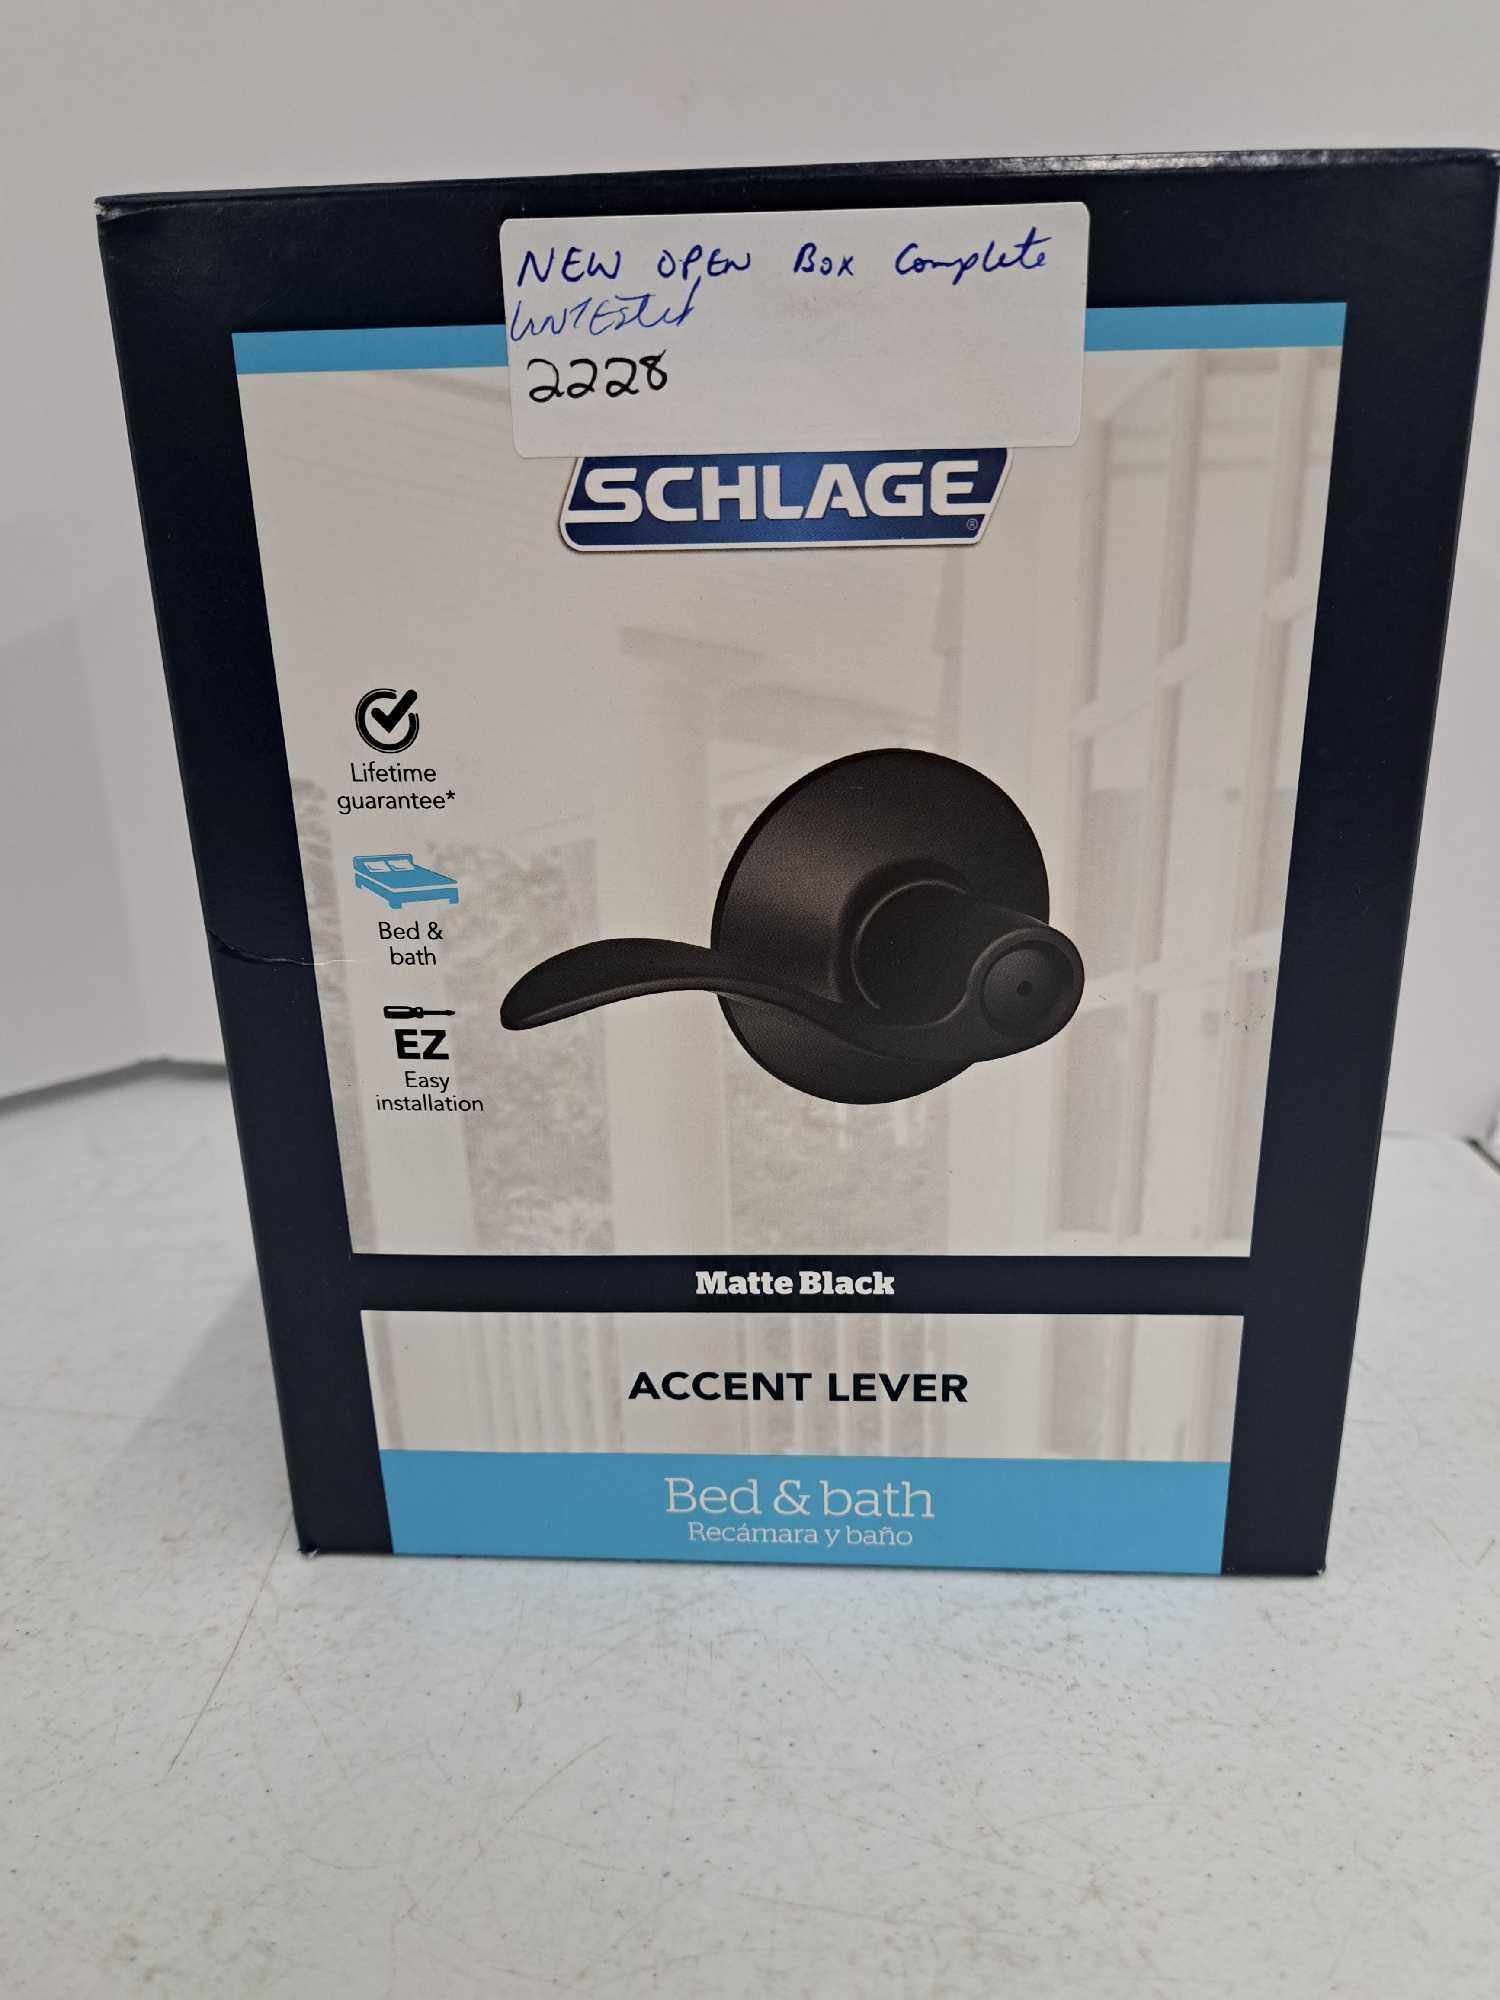 NEW OPEN Box Complete
UNTEsted
2228
SCHLAGE
®
Lifetime
guarantee*
Bed &
bath
EZ
Easy
installation
Matte Black
ACCENT LEVER
Bed & bath
Recámara y baño